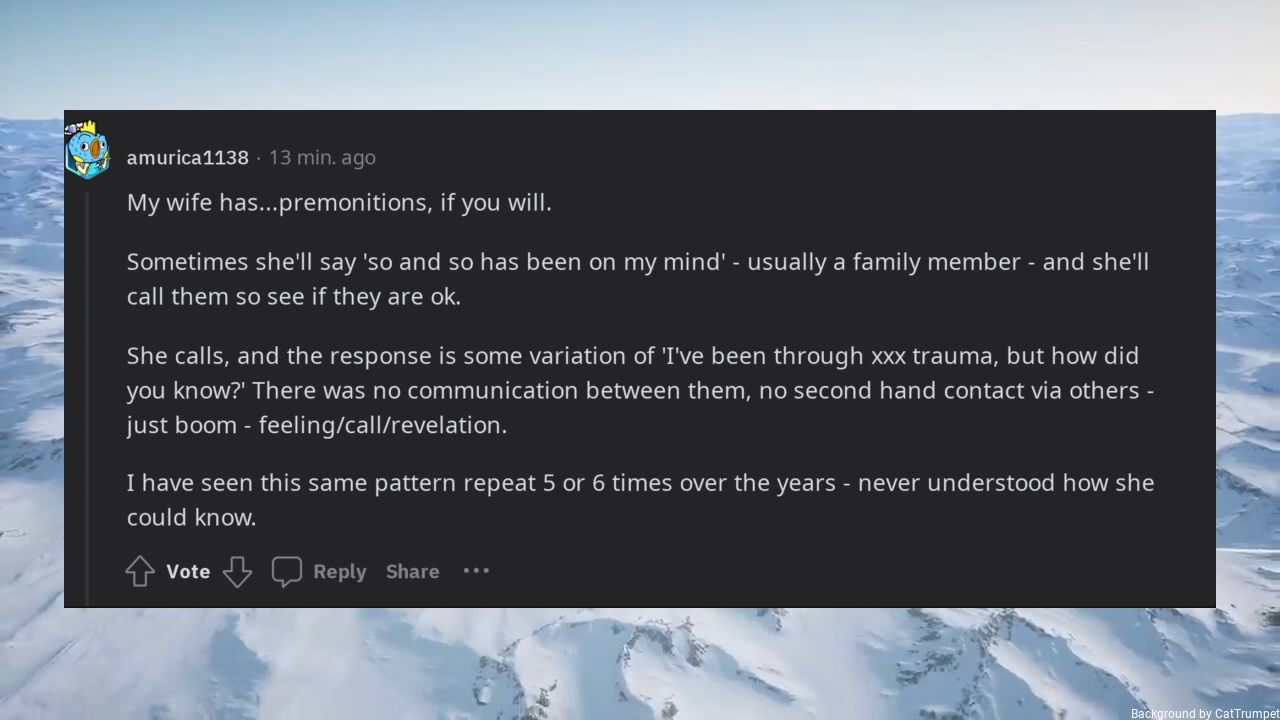 amurica1138 · 13 min. ago
My wife has...premonitions, if you will.
Sometimes she'll say 'so and so has been on my mind' - usually a family member - and she'll
call them so see if they are ok.
She calls, and the response is some variation of 'I've been through xxx trauma, but how did
you know?' There was no communication between them, no second hand contact via others -
just boom - feeling/call/revelation.
I have seen this same pattern repeat 5 or 6 times over the years - never understood how she
could know.
Vote Reply Share ···
Background by CatTrumpet